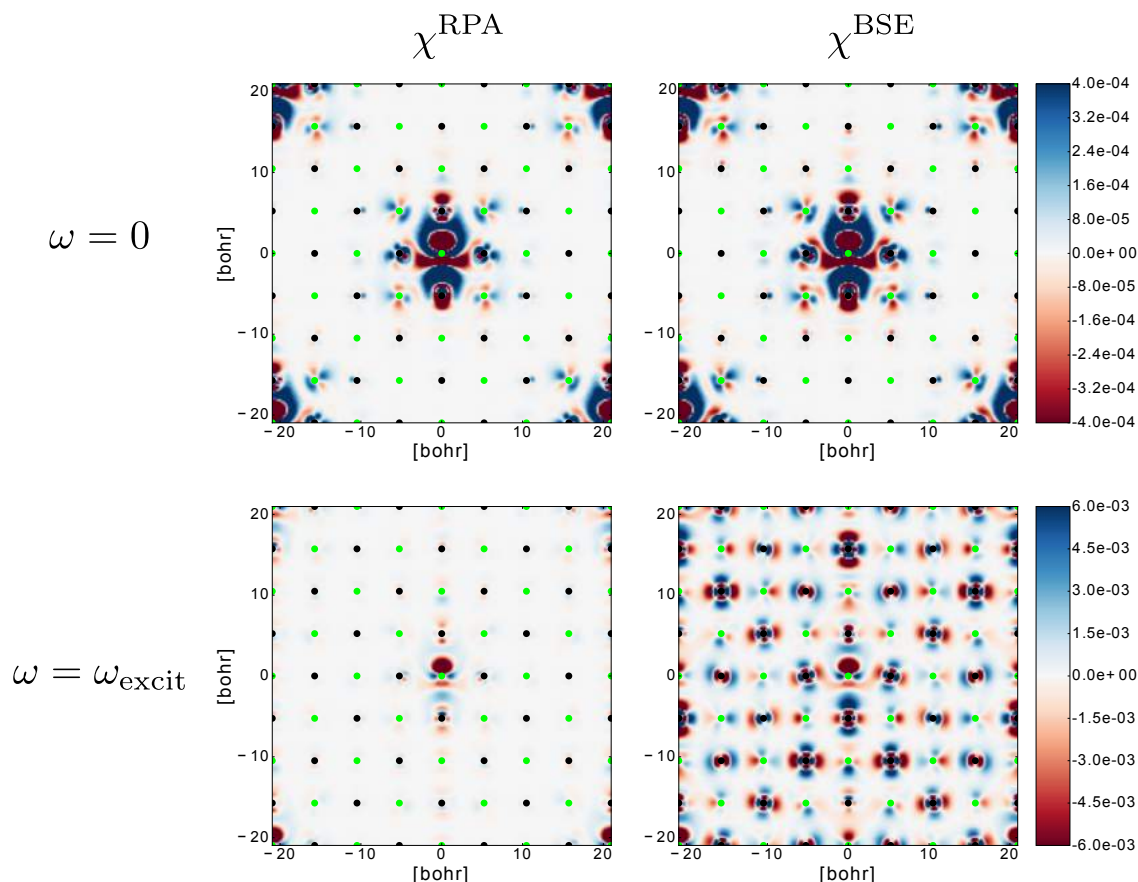 χ^RPA χ^BSE
ω = 0
20
10
0
−10
−20
[bohr]
−20 −10 0 10 20
[bohr]
20
10
0
−10
−20
[bohr]
−20 −10 0 10 20
[bohr]
4.0e-04
2.4e-04
1.6e-04
8.0e-05
0.0e+00
-8.0e-05
-1.6e-04
-2.4e-04
-3.2e-04
-4.0e-04
ω = ω_excit
20
10
0
−10
−20
[bohr]
−20 −10 0 10 20
[bohr]
20
10
0
−10
−20
[bohr]
−20 −10 0 10 20
[bohr]
6.0e-03
4.5e-03
3.0e-03
1.5e-03
0.0e+00
-1.5e-03
-3.0e-03
-4.5e-03
-6.0e-03